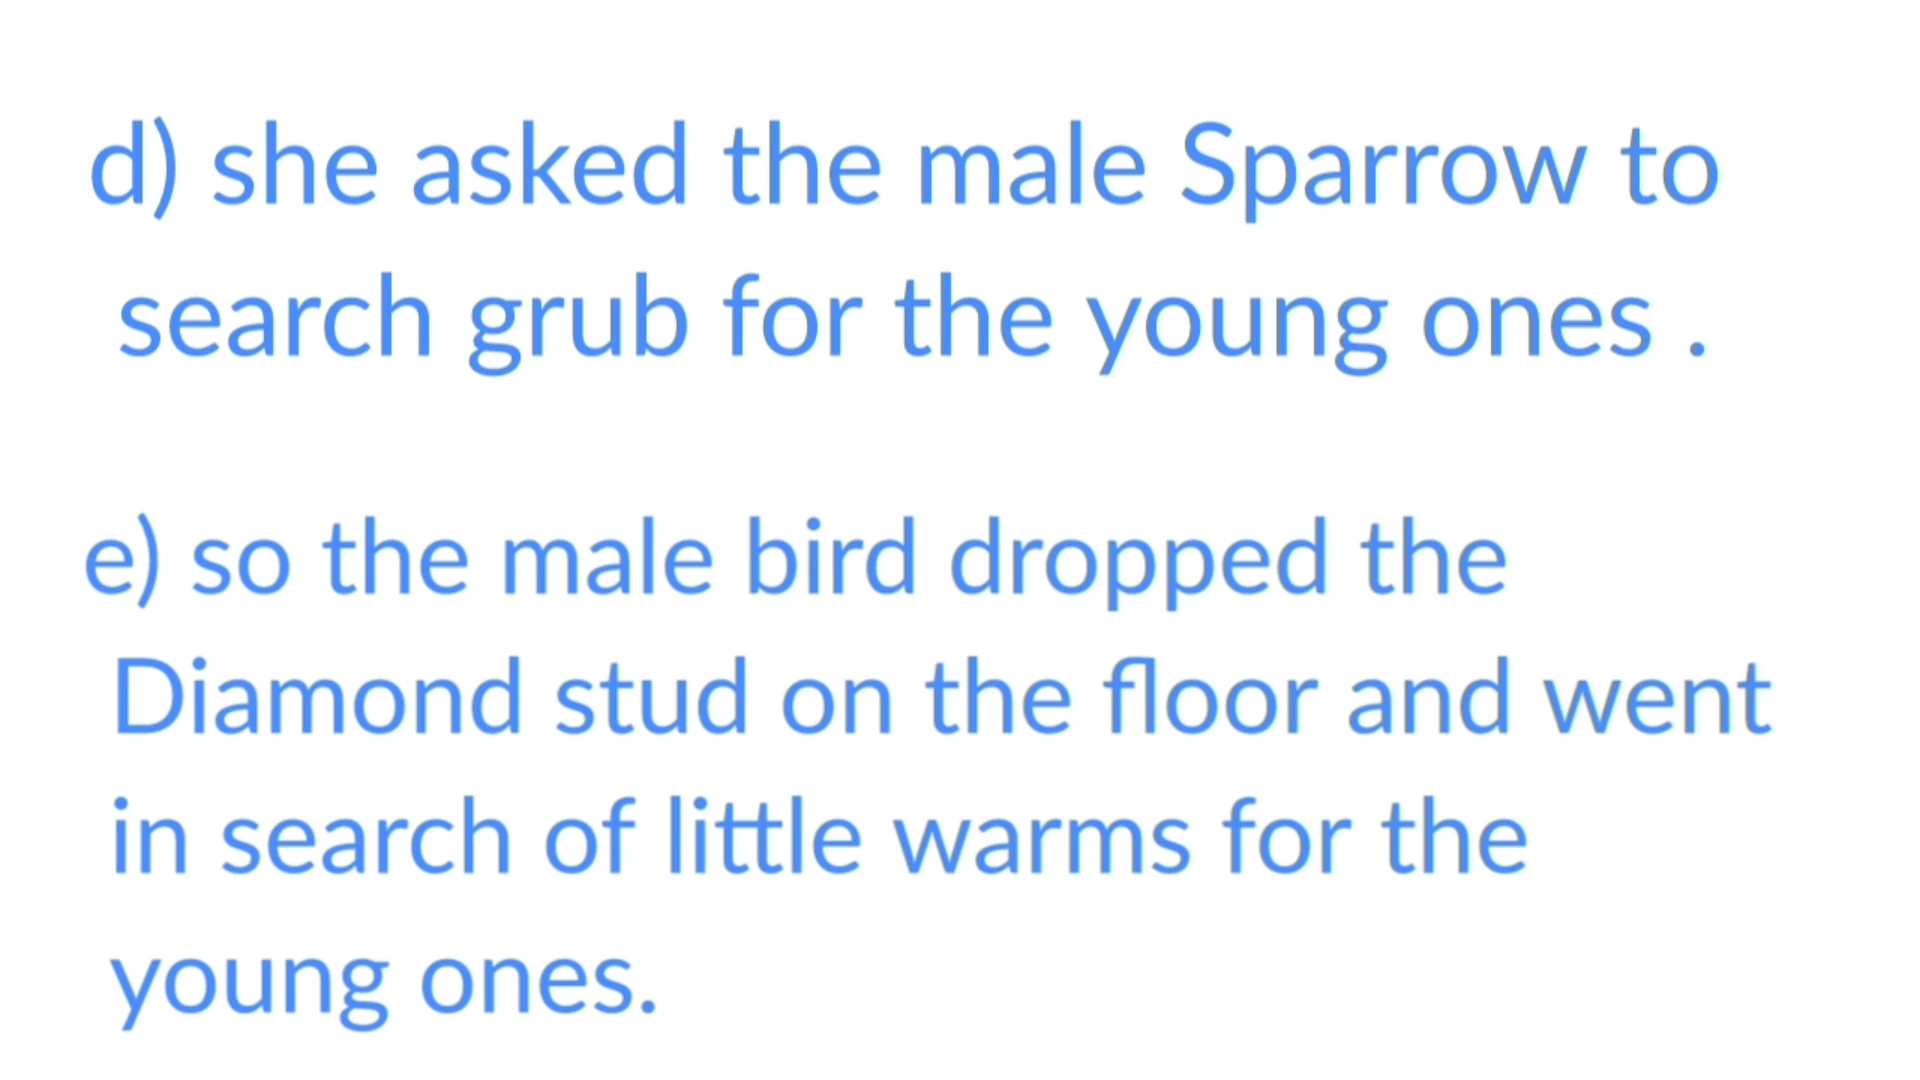 d) she asked the male Sparrow to
search grub for the young ones .
e) so the male bird dropped the
Diamond stud on the floor and went
in search of little warms for the
young ones.